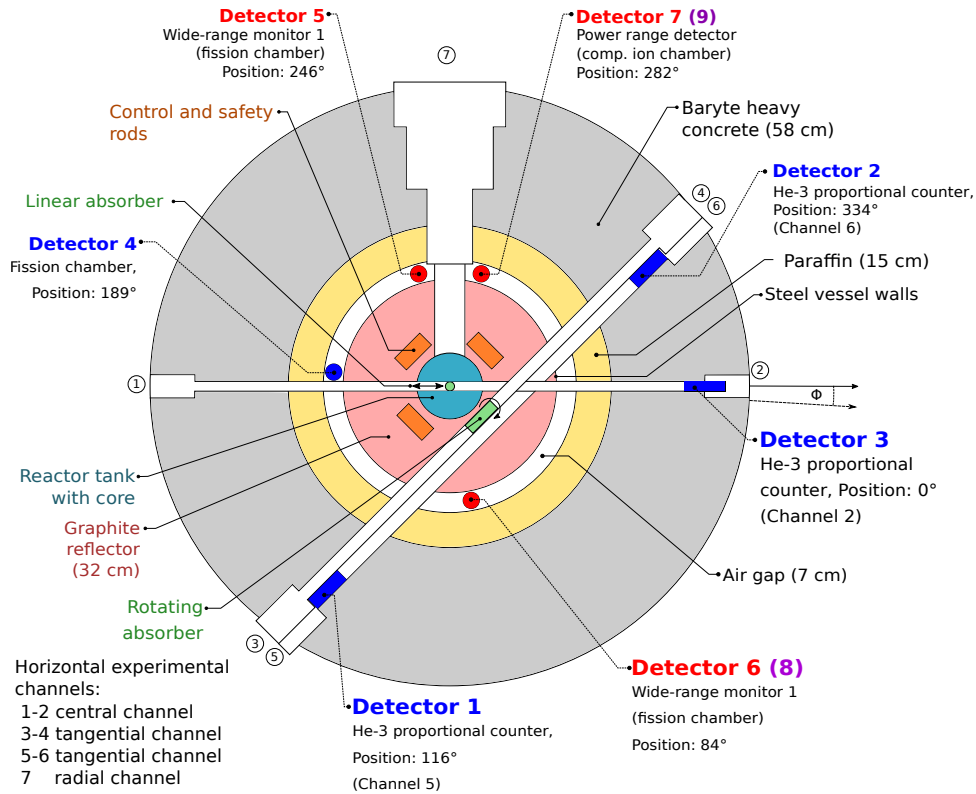 Detector 5
Wide-range monitor 1
(fission chamber)
Position: 246°
7
Detector 7 (9)
Power range detector
(comp. ion chamber)
Position: 282°
Control and safety
rods
Baryte heavy
concrete (58 cm)
Linear absorber
Detector 2
He-3 proportional counter,
Position: 334°
(Channel 6)
4
6
Detector 4
Fission chamber,
Position: 189°
Paraffin (15 cm)
Steel vessel walls
1
2
Φ
Detector 3
He-3 proportional
counter, Position: 0°
(Channel 2)
Reactor tank
with core
Graphite
reflector
(32 cm)
Air gap (7 cm)
Rotating
absorber
3
5
Horizontal experimental
channels:
1-2 central channel
3-4 tangential channel
5-6 tangential channel
7 radial channel
Detector 1
He-3 proportional counter,
Position: 116°
(Channel 5)
Detector 6 (8)
Wide-range monitor 1
(fission chamber)
Position: 84°